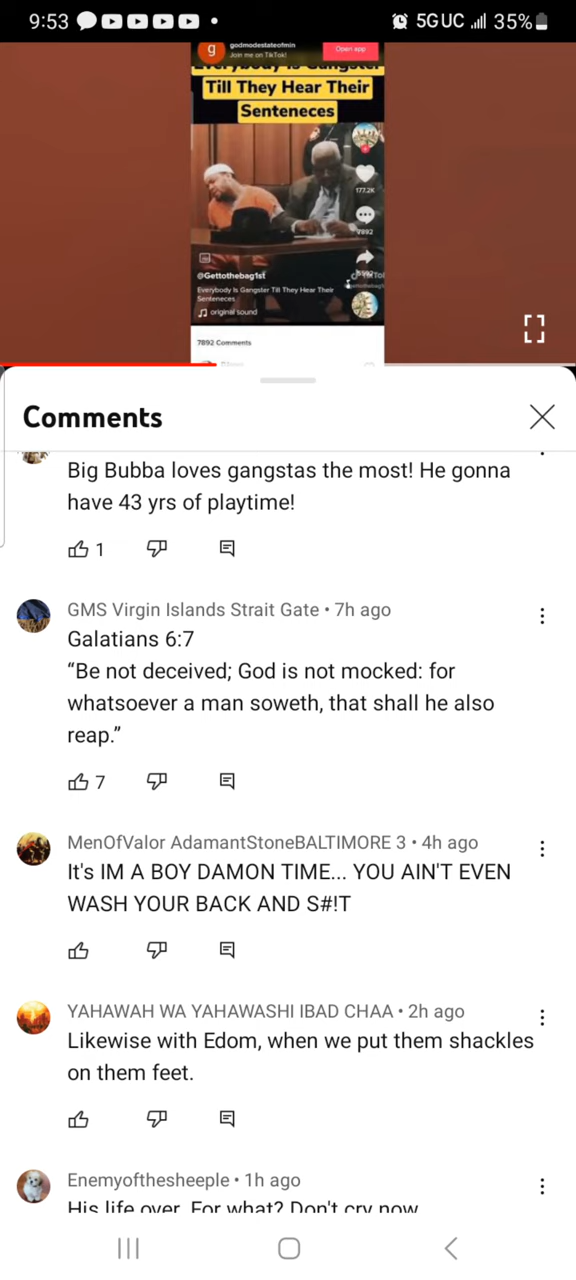 9:53
5G UC 35%
g godmodestateofmin
Join me on TikTok!
Open app
Everybody Is Gangster
Till They Hear Their
Senteneces
177.2K
7892
@Gettothebag1st
Everybody Is Gangster Till They Hear Their
Senteneces
original sound
7892 Comments
Comments
Big Bubba loves gangstas the most! He gonna
have 43 yrs of playtime!
1
GMS Virgin Islands Strait Gate • 7h ago
Galatians 6:7
“Be not deceived; God is not mocked: for
whatsoever a man soweth, that shall he also
reap.”
7
MenOfValor AdamantStoneBALTIMORE 3 • 4h ago
It's IM A BOY DAMON TIME... YOU AIN'T EVEN
WASH YOUR BACK AND S#!T
YAHAWAH WA YAHAWASHI IBAD CHAA • 2h ago
Likewise with Edom, when we put them shackles
on them feet.
Enemyofthesheeple • 1h ago
His life over. For what? Don't cry now